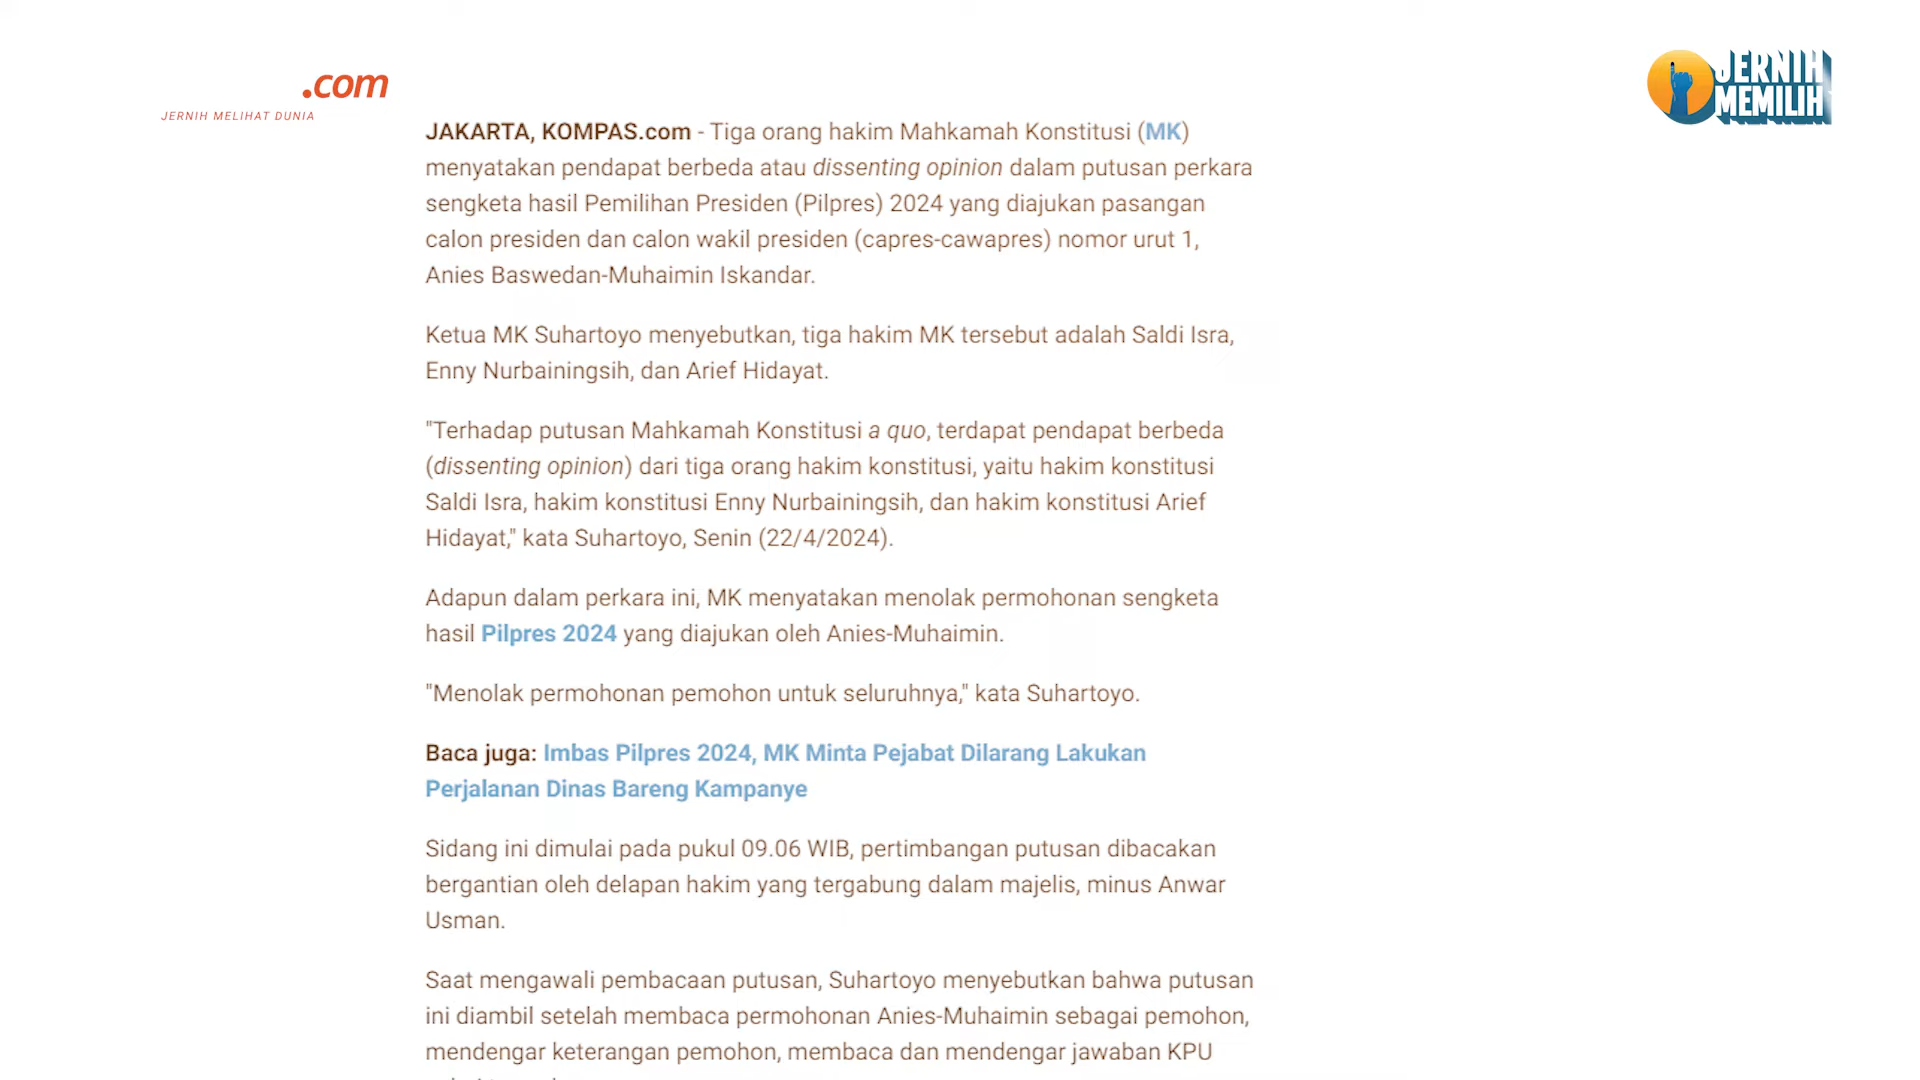 .com
JERNIH MELIHAT DUNIA
JERNIH
MEMILIH
JAKARTA, KOMPAS.com - Tiga orang hakim Mahkamah Konstitusi (MK)
menyatakan pendapat berbeda atau dissenting opinion dalam putusan perkara
sengketa hasil Pemilihan Presiden (Pilpres) 2024 yang diajukan pasangan
calon presiden dan calon wakil presiden (capres-cawapres) nomor urut 1,
Anies Baswedan-Muhaimin Iskandar.
Ketua MK Suhartoyo menyebutkan, tiga hakim MK tersebut adalah Saldi Isra,
Enny Nurbainingsih, dan Arief Hidayat.
"Terhadap putusan Mahkamah Konstitusi a quo, terdapat pendapat berbeda
(dissenting opinion) dari tiga orang hakim konstitusi, yaitu hakim konstitusi
Saldi Isra, hakim konstitusi Enny Nurbainingsih, dan hakim konstitusi Arief
Hidayat," kata Suhartoyo, Senin (22/4/2024).
Adapun dalam perkara ini, MK menyatakan menolak permohonan sengketa
hasil Pilpres 2024 yang diajukan oleh Anies-Muhaimin.
"Menolak permohonan pemohon untuk seluruhnya," kata Suhartoyo.
Baca juga: Imbas Pilpres 2024, MK Minta Pejabat Dilarang Lakukan
Perjalanan Dinas Bareng Kampanye
Sidang ini dimulai pada pukul 09.06 WIB, pertimbangan putusan dibacakan
bergantian oleh delapan hakim yang tergabung dalam majelis, minus Anwar
Usman.
Saat mengawali pembacaan putusan, Suhartoyo menyebutkan bahwa putusan
ini diambil setelah membaca permohonan Anies-Muhaimin sebagai pemohon,
mendengar keterangan pemohon, membaca dan mendengar jawaban KPU